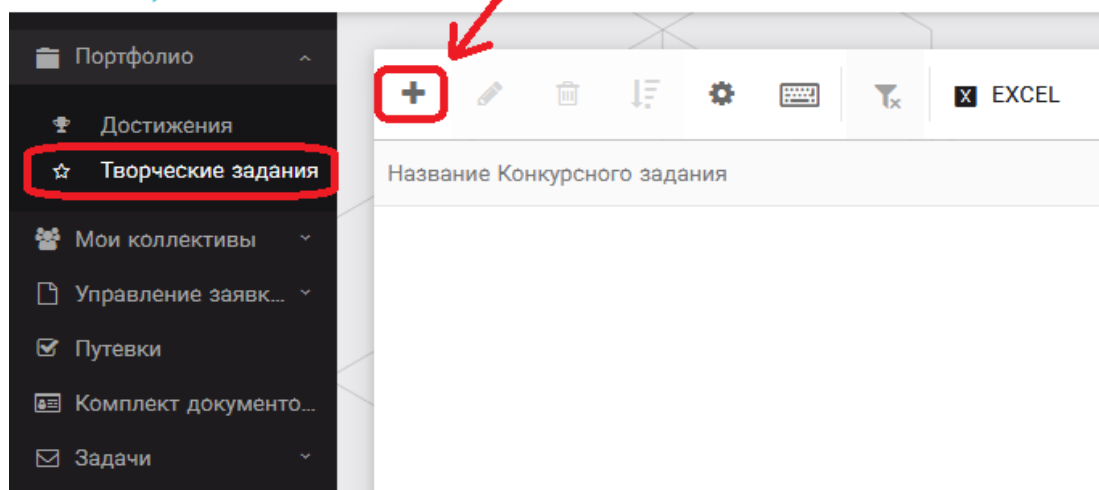 Портфолио
Достижения
Творческие задания
Мои коллективы
Управление заявк...
Путевки
Комплект документо...
Задачи
EXCEL
Название Конкурсного задания